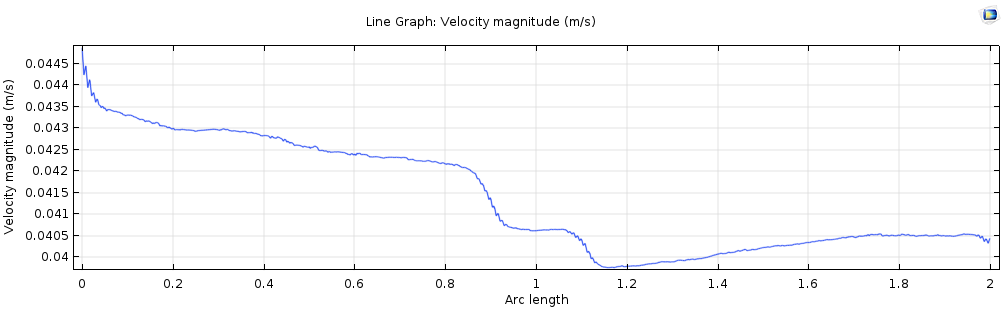 Line Graph: Velocity magnitude (m/s)
Velocity magnitude (m/s)
0.0445
0.044
0.0435
0.043
0.0425
0.042
0.0415
0.041
0.0405
0.04
0 0.2 0.4 0.6 0.8 1 1.2 1.4 1.6 1.8 2
Arc length